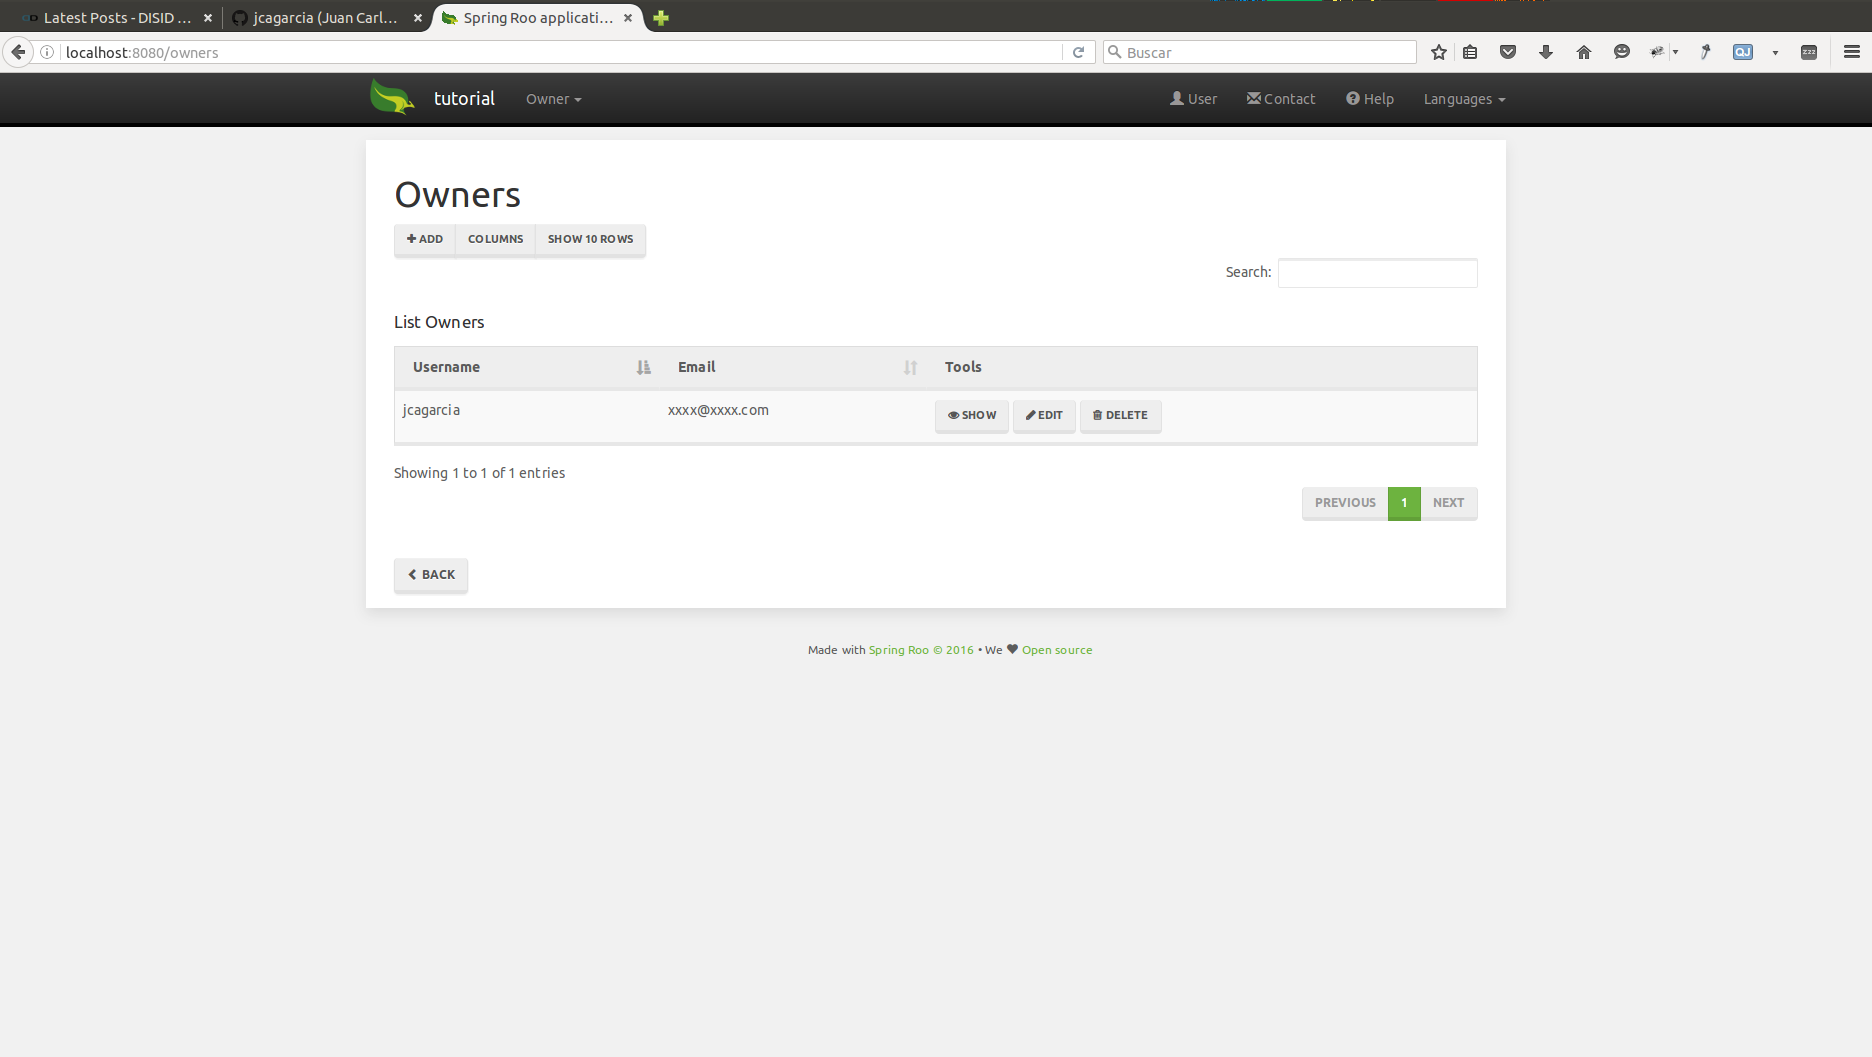 Latest Posts - DISID ... jcagarcia (Juan Carl... Spring Roo applicati...
localhost:8080/owners Buscar QJ zzz
tutorial Owner User Contact Help Languages
Owners
ADD COLUMNS SHOW 10 ROWS
Search:
List Owners
Username Email Tools
jcagarcia xxxx@xxxx.com SHOW EDIT DELETE
Showing 1 to 1 of 1 entries
PREVIOUS 1 NEXT
BACK
Made with Spring Roo © 2016 • We ❤ Open source